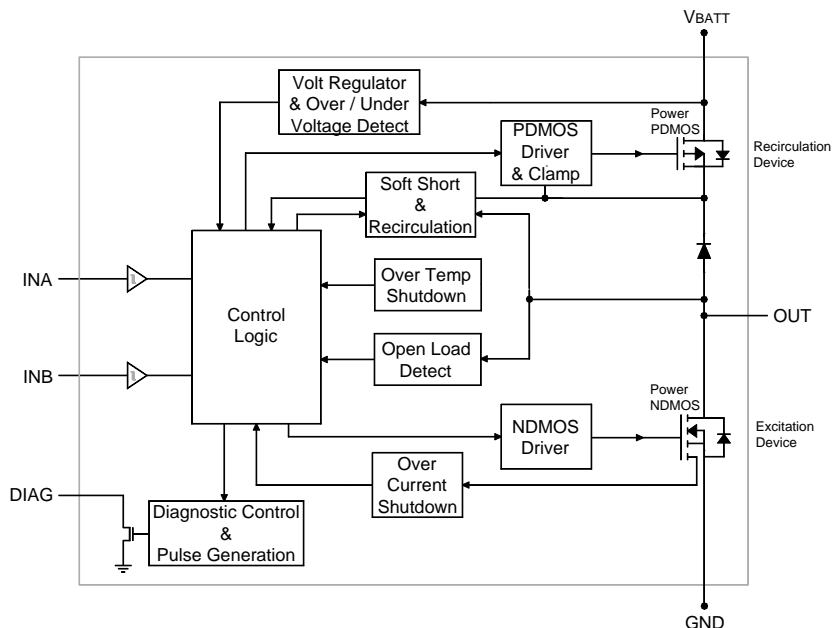 VBATT
Volt Regulator
& Over / Under
Voltage Detect
Power
PDMOS
PDMOS
Driver
& Clamp
Recirculation
Device
Soft Short
&
Recirculation
INA
Over Temp
Shutdown
Control
Logic
OUT
INB
Open Load
Detect
Power
NDMOS
NDMOS
Driver
Excitation
Device
Over
Current
Shutdown
DIAG
Diagnostic Control
&
Pulse Generation
GND